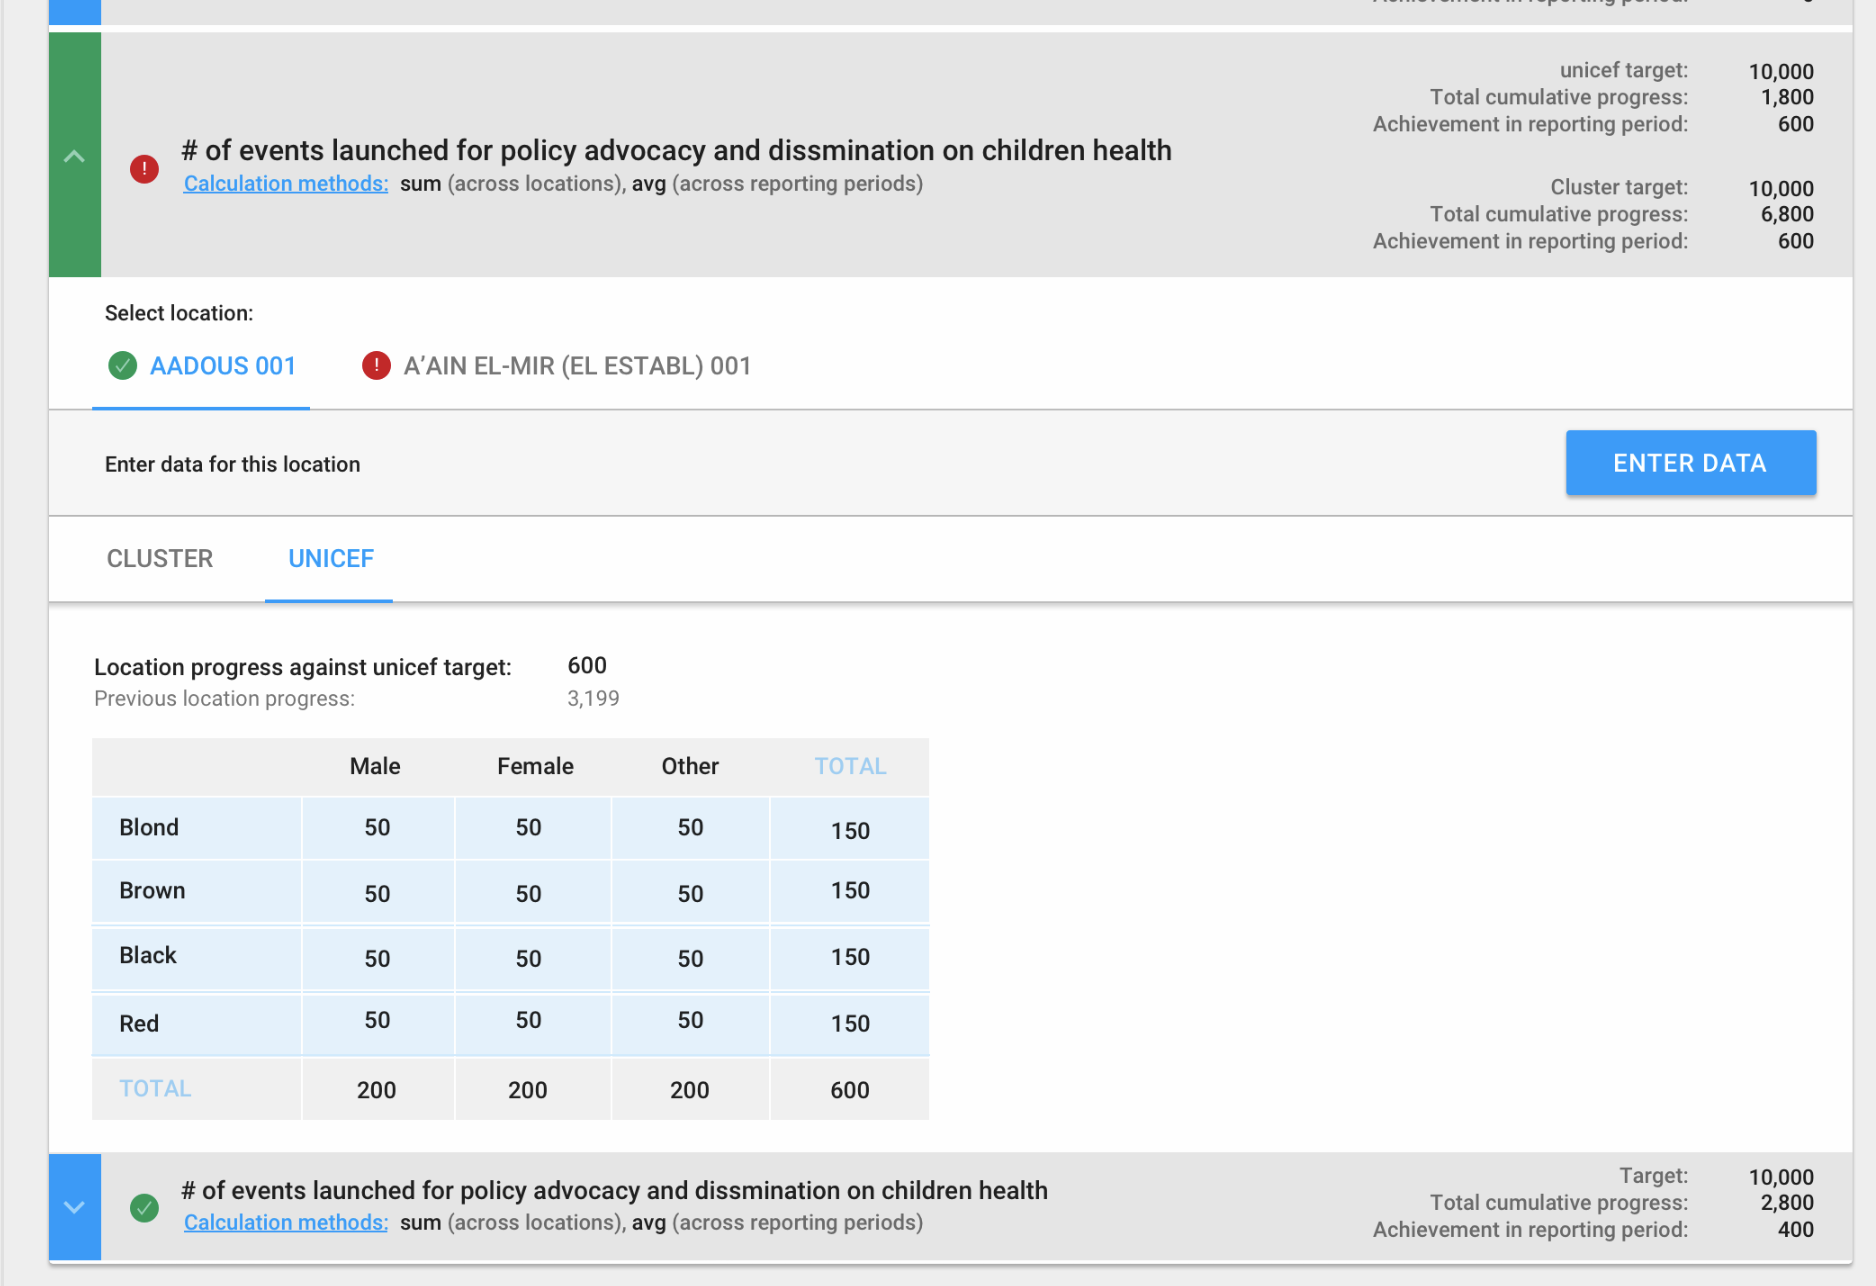 Achievement in reporting period:
unicef target: 10,000
Total cumulative progress: 1,800
Achievement in reporting period: 600
# of events launched for policy advocacy and dissmination on children health
Calculation methods: sum (across locations), avg (across reporting periods)
Cluster target: 10,000
Total cumulative progress: 6,800
Achievement in reporting period: 600
Select location:
AADOUS 001 A’AIN EL-MIR (EL ESTABL) 001
Enter data for this location ENTER DATA
CLUSTER UNICEF
Location progress against unicef target: 600
Previous location progress: 3,199
Male Female Other TOTAL
Blond 50 50 50 150
Brown 50 50 50 150
Black 50 50 50 150
Red 50 50 50 150
TOTAL 200 200 200 600
# of events launched for policy advocacy and dissmination on children health
Calculation methods: sum (across locations), avg (across reporting periods)
Target: 10,000
Total cumulative progress: 2,800
Achievement in reporting period: 400